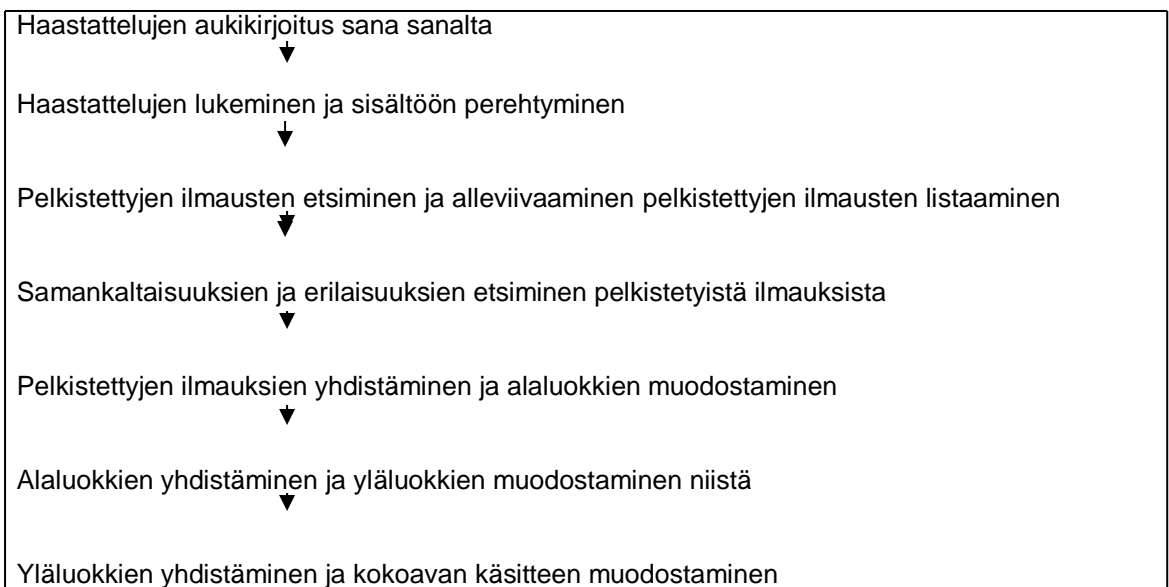 Haastattelujen aukikirjoitus sana sanalta
Haastattelujen lukeminen ja sisältöön perehtyminen
Pelkistettyjen ilmausten etsiminen ja alleviivaaminen pelkistettyjen ilmausten listaaminen
Samankaltaisuuksien ja erilaisuuksien etsiminen pelkistetyistä ilmauksista
Pelkistettyjen ilmauksien yhdistäminen ja alaluokkien muodostaminen
Alaluokkien yhdistäminen ja yläluokkien muodostaminen niistä
Yläluokkien yhdistäminen ja kokoavan käsitteen muodostaminen